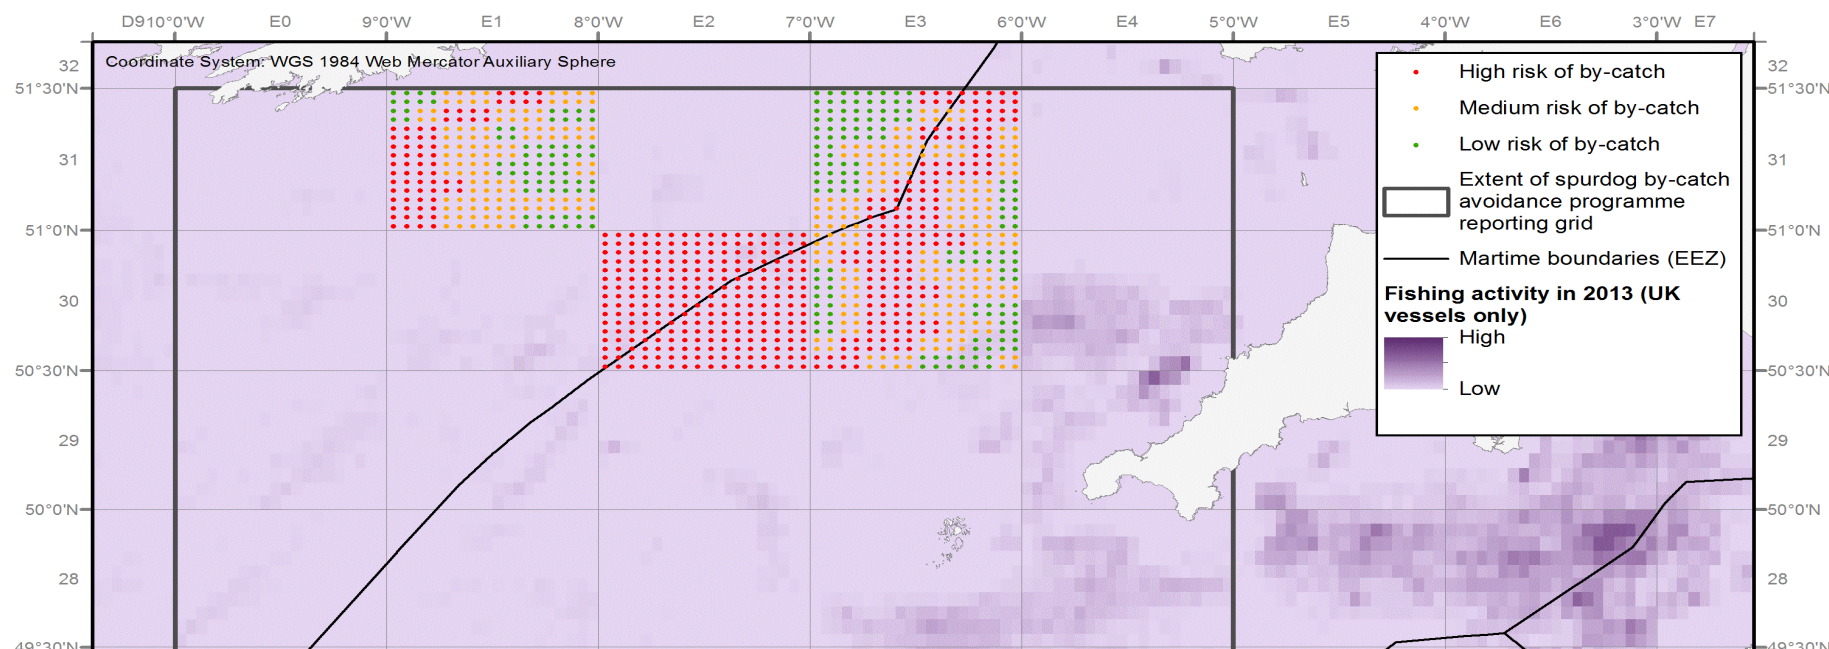 D910°0'W E0 9°0'W E1 8°0'W E2 7°0'W E3 6°0'W E4 5°0'W E5 4°0'W E6 3°0'W E7
Coordinate System: WGS 1984 Web Mercator Auxiliary Sphere
32
51°30'N
31
51°0'N
30
50°30'N
29
50°0'N
28
49°30'N
High risk of by-catch
Medium risk of by-catch
Low risk of by-catch
Extent of spurdog by-catch
avoidance programme
reporting grid
Martime boundaries (EEZ)
Fishing activity in 2013 (UK
vessels only)
High
Low
32
51°30'N
31
51°0'N
30
50°30'N
29
50°0'N
28
49°30'N